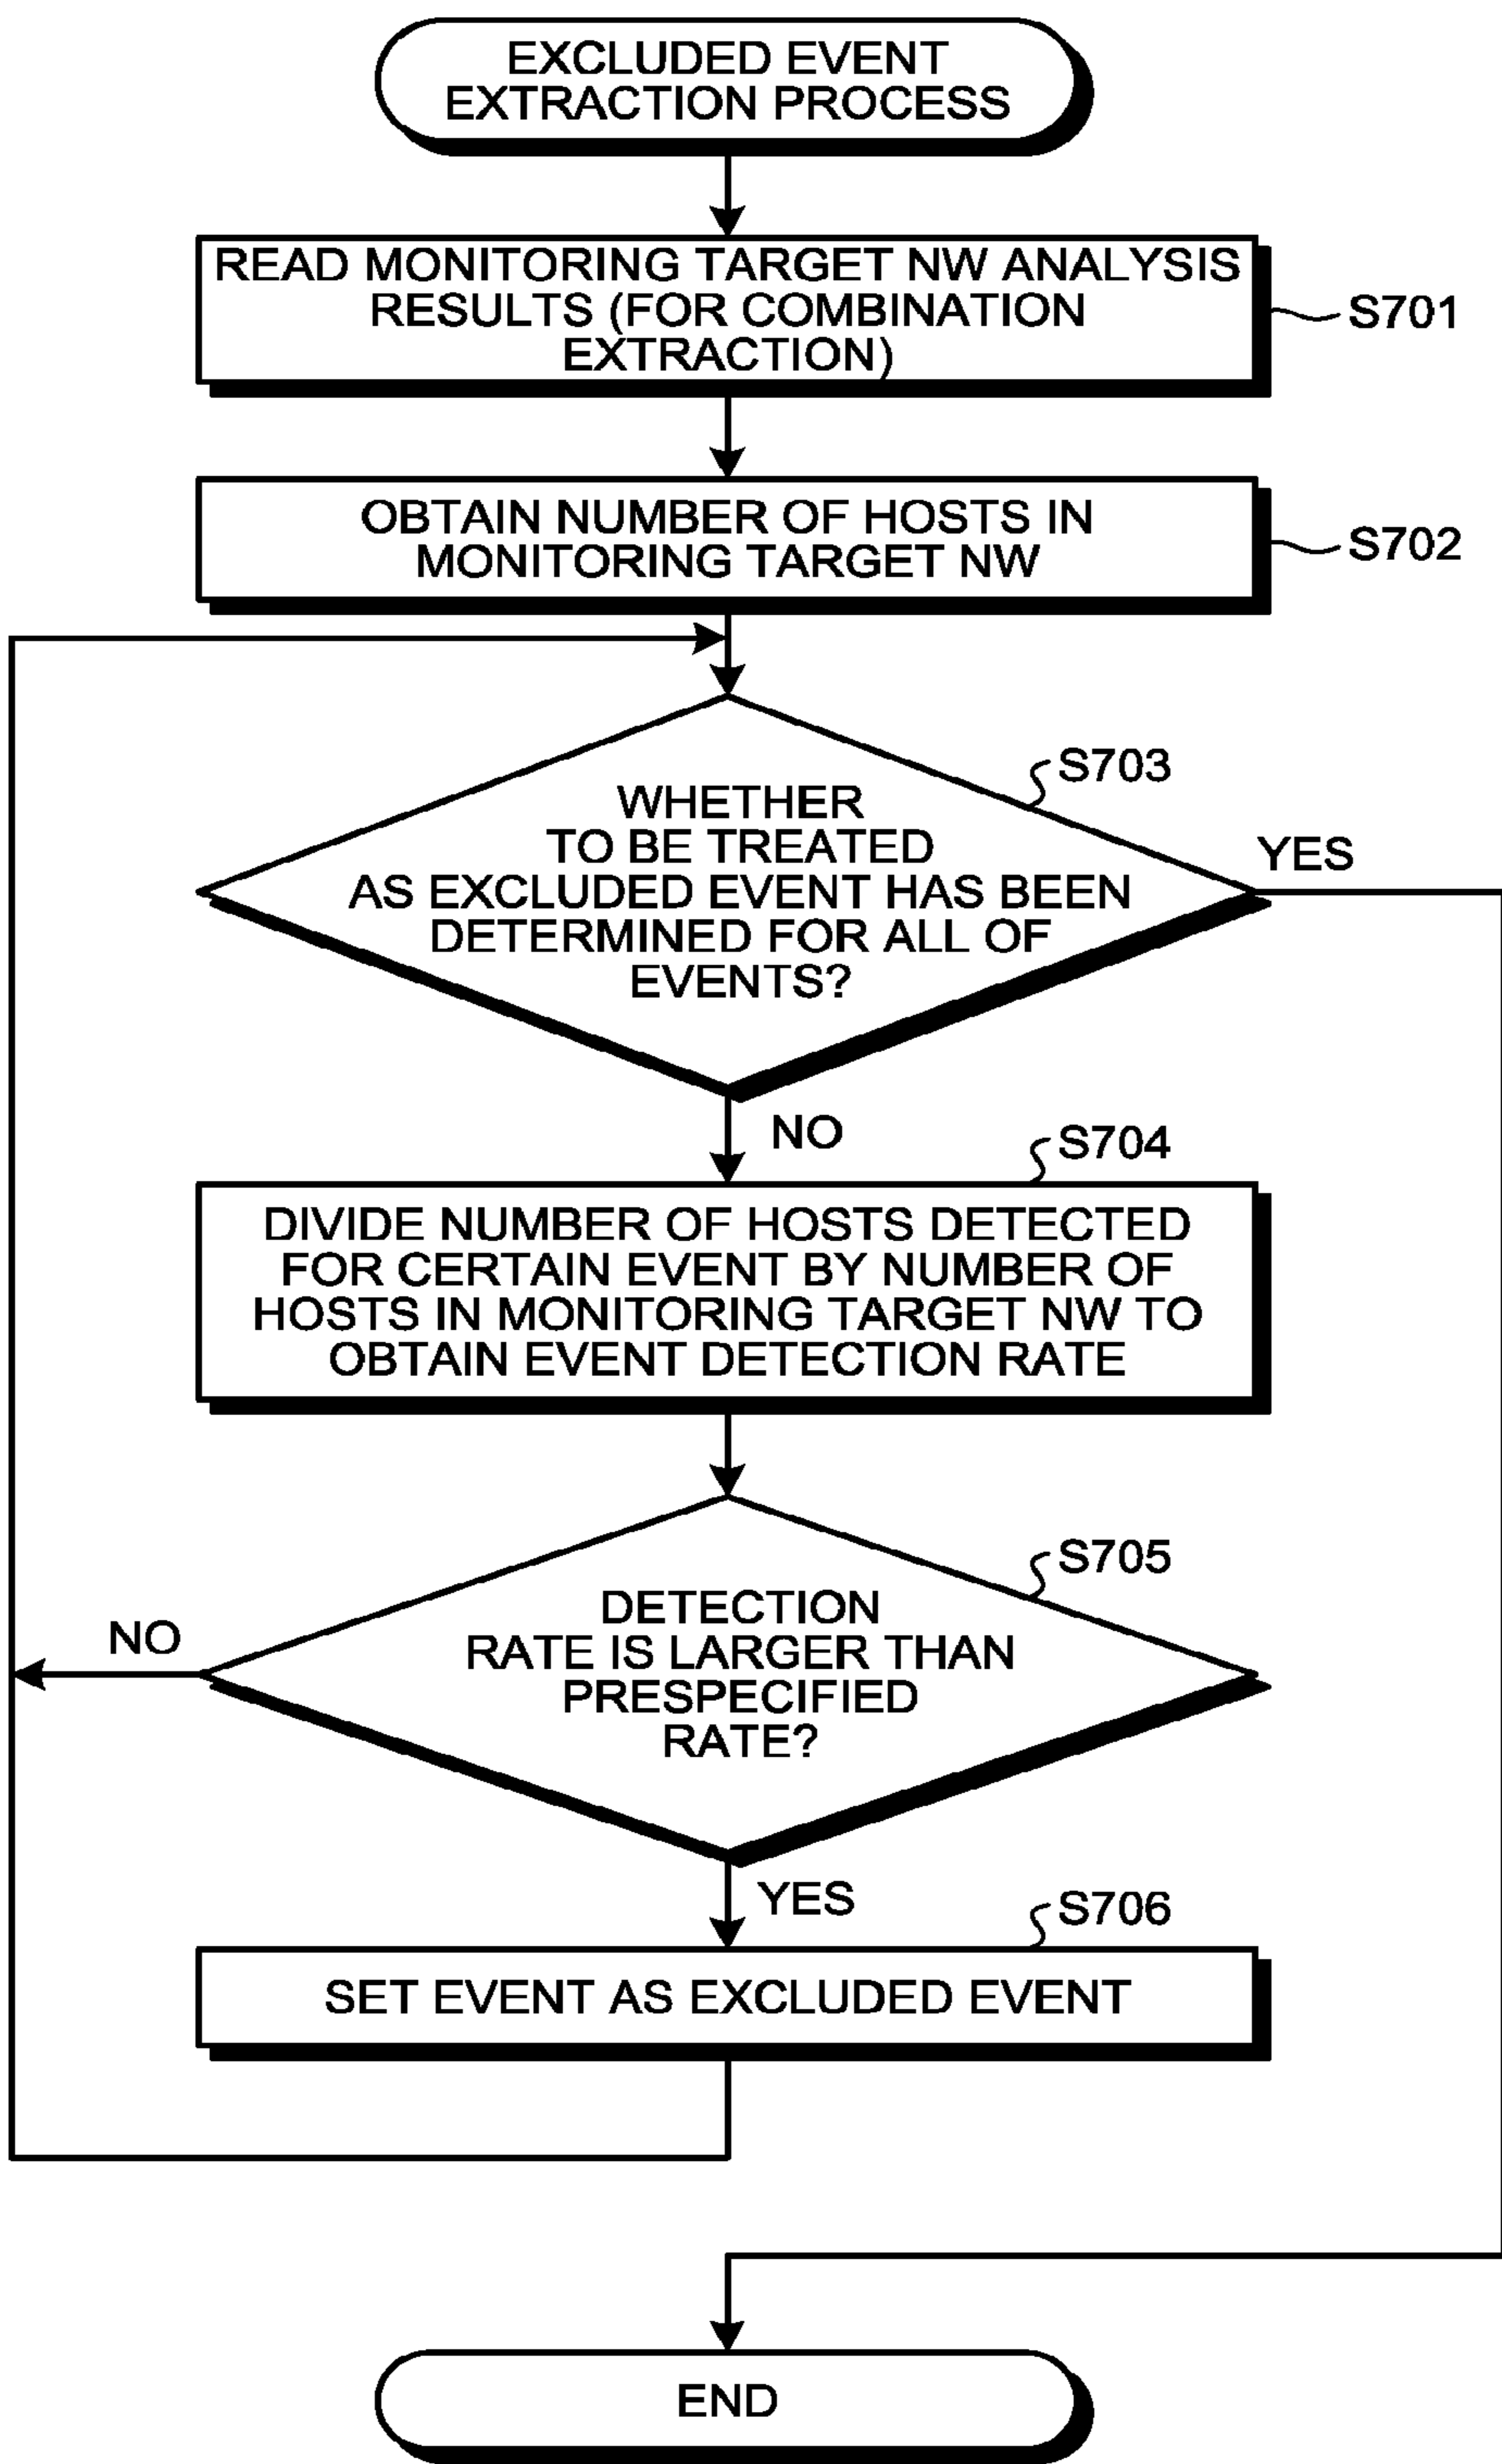 EXCLUDED EVENT
EXTRACTION PROCESS
READ MONITORING TARGET NW ANALYSIS
RESULTS (FOR COMBINATION
EXTRACTION)
S701
OBTAIN NUMBER OF HOSTS IN
MONITORING TARGET NW
S702
S703
WHETHER
TO BE TREATED
AS EXCLUDED EVENT HAS BEEN
DETERMINED FOR ALL OF
EVENTS?
YES
NO
S704
DIVIDE NUMBER OF HOSTS DETECTED
FOR CERTAIN EVENT BY NUMBER OF
HOSTS IN MONITORING TARGET NW TO
OBTAIN EVENT DETECTION RATE
S705
DETECTION
RATE IS LARGER THAN
PRESPECIFIED
RATE?
NO
YES
S706
SET EVENT AS EXCLUDED EVENT
END